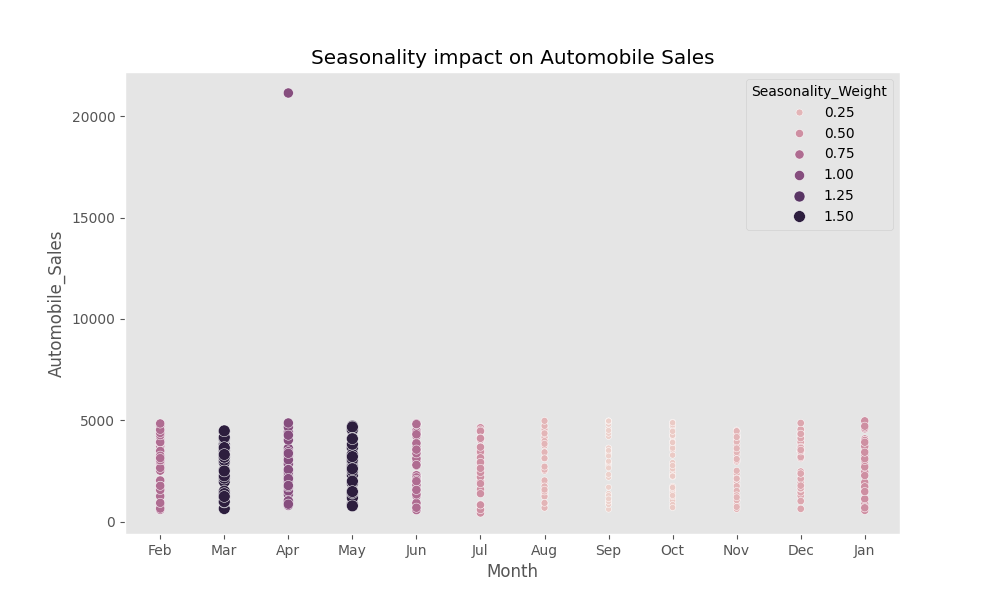 Seasonality impact on Automobile Sales
Seasonality_Weight
0.25
0.50
0.75
1.00
1.25
1.50
Automobile_Sales
20000
15000
10000
5000
0
Feb Mar Apr May Jun Jul Aug Sep Oct Nov Dec Jan
Month